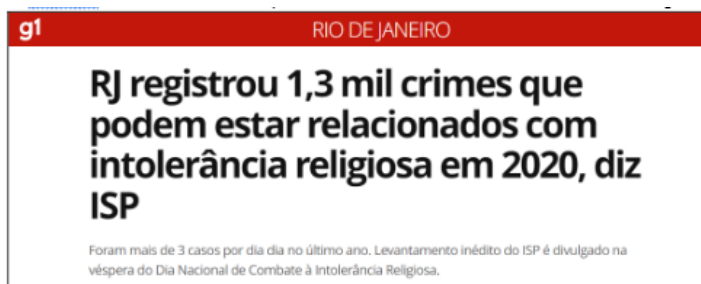 g1
RIO DE JANEIRO
RJ registrou 1,3 mil crimes que
podem estar relacionados com
intolerância religiosa em 2020, diz
ISP
Foram mais de 3 casos por dia dia no último ano. Levantamento inédito do ISP é divulgado na
véspera do Dia Nacional de Combate à Intolerância Religiosa.